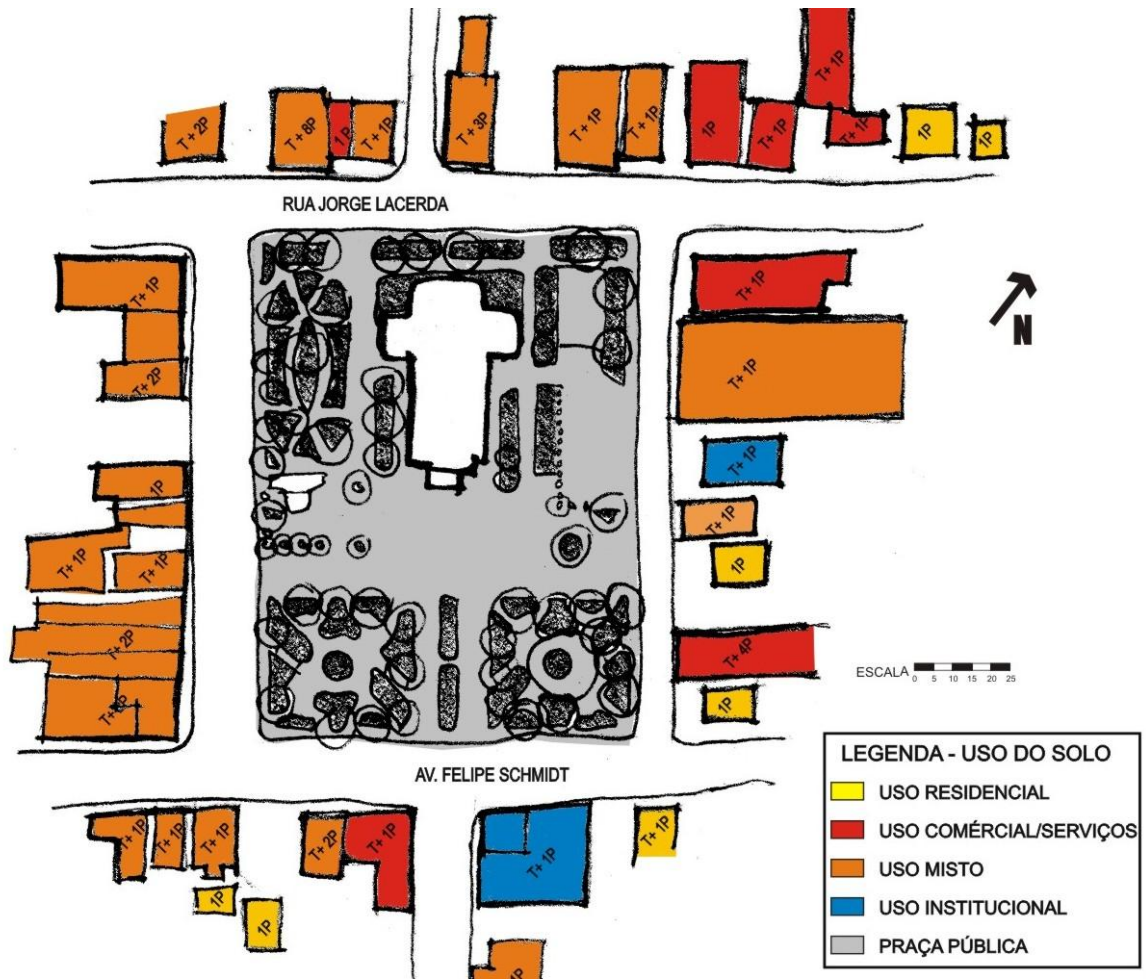 T+ 2P
T + 8P
1 P
T+ 1P
T+ 3P
T+ 1P
T+ 1P
1P
T+ 1P
T+ 1P
T+ 1P
1P
1P
RUA JORGE LACERDA
T+ 1P
T+ 2P
1P
T+ 1P
T+ 1P
T+ 2P
T+
T+ 1P
T+ 1P
N
T+ 1P
T+ 1P
1P
T+ 4P
1P
ESCALA 0 5 10 15 20 25
AV. FELIPE SCHMIDT
T+ 1P
T+ 1P
T+ 1P
T+ 2P
T+ 1P
T+ 1P
T+ 1P
1P
1P
1P
LEGENDA - USO DO SOLO
USO RESIDENCIAL
USO COMÉRCIAL/SERVIÇOS
USO MISTO
USO INSTITUCIONAL
PRAÇA PÚBLICA